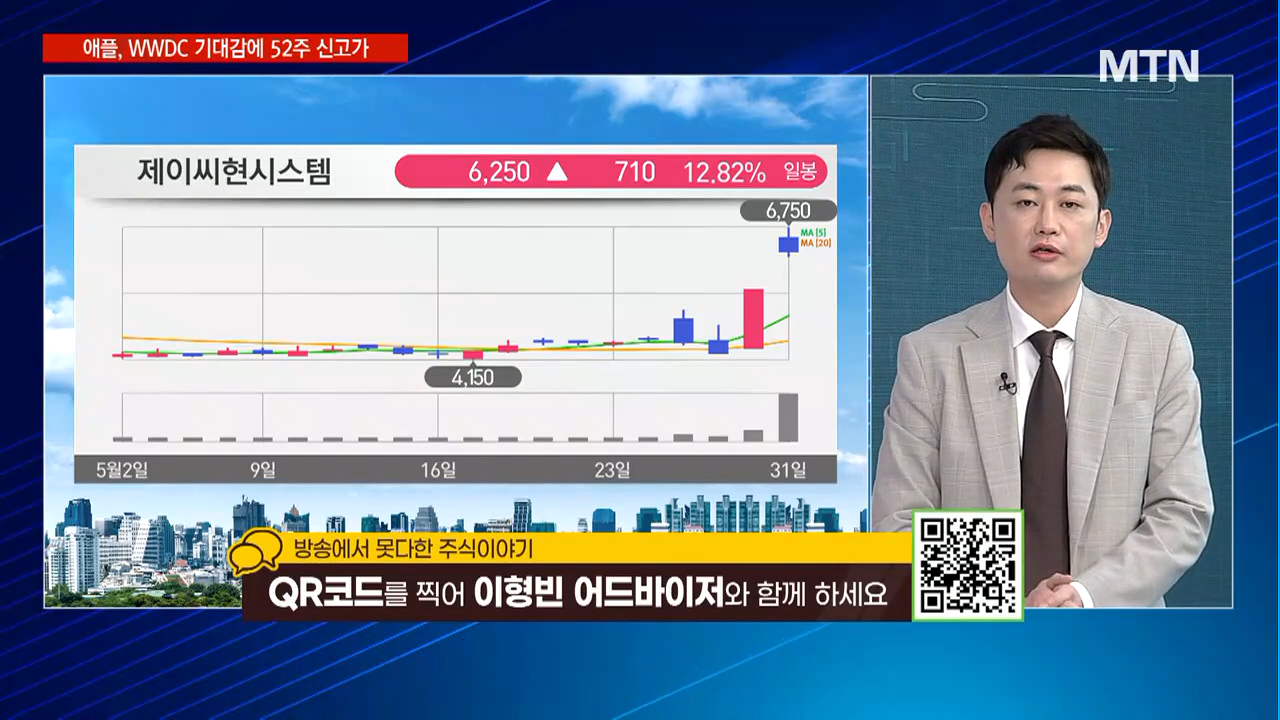 애플, WWDC 기대감에 52주 신고가
MTN
제이씨현시스템 6,250 ▲ 710 12.82% 일봉
6,750
MA [5]
MA [20]
4,150
5월2일 9일 16일 23일 31일
방송에서 못다한 주식이야기
QR코드를 찍어 이형빈 어드바이저와 함께 하세요